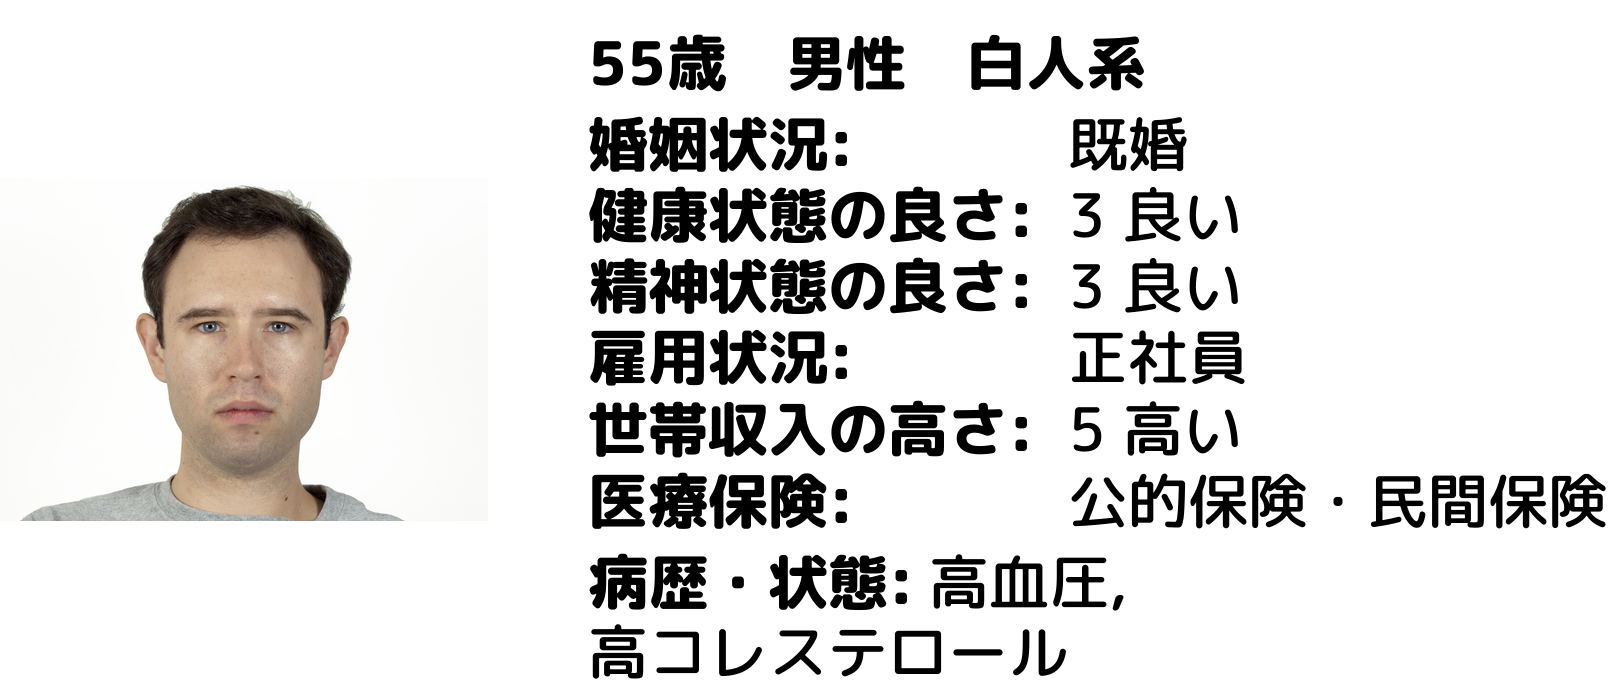 55歳　男性　白人系
婚姻状況: 既婚
健康状態の良さ: 3 良い
精神状態の良さ: 3 良い
雇用状況: 正社員
世帯収入の高さ: 5 高い
医療保険: 公的保険・民間保険
病歴・状態: 高血圧,
高コレステロール